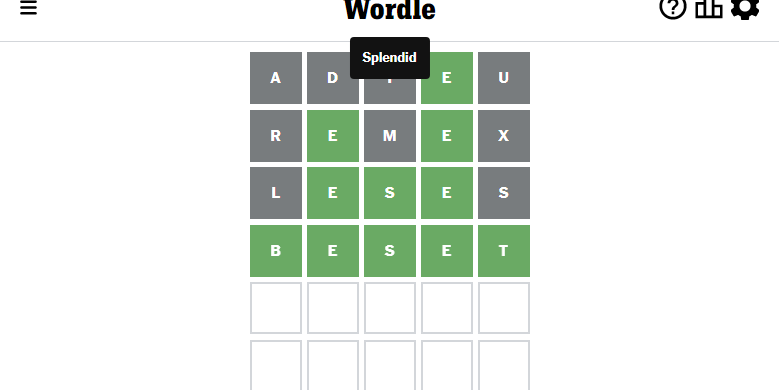 Wordle
Splendid
A D I E U
R E M E X
L E S E S
B E S E T